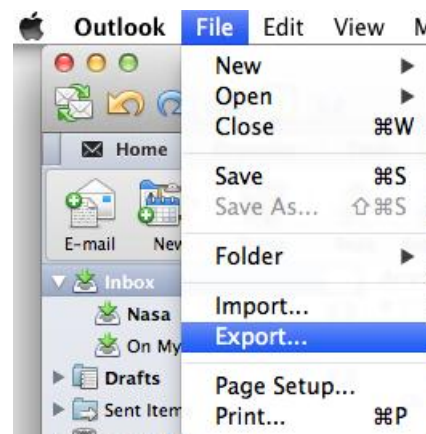 Outlook File Edit View M
New
Open
Close ⌘W
Home
Save ⌘S
Save As... ⇧⌘S
E-mail New
Folder
Inbox
Import...
Nasa
Export...
On My
Drafts
Page Setup...
Sent Item
Print... ⌘P